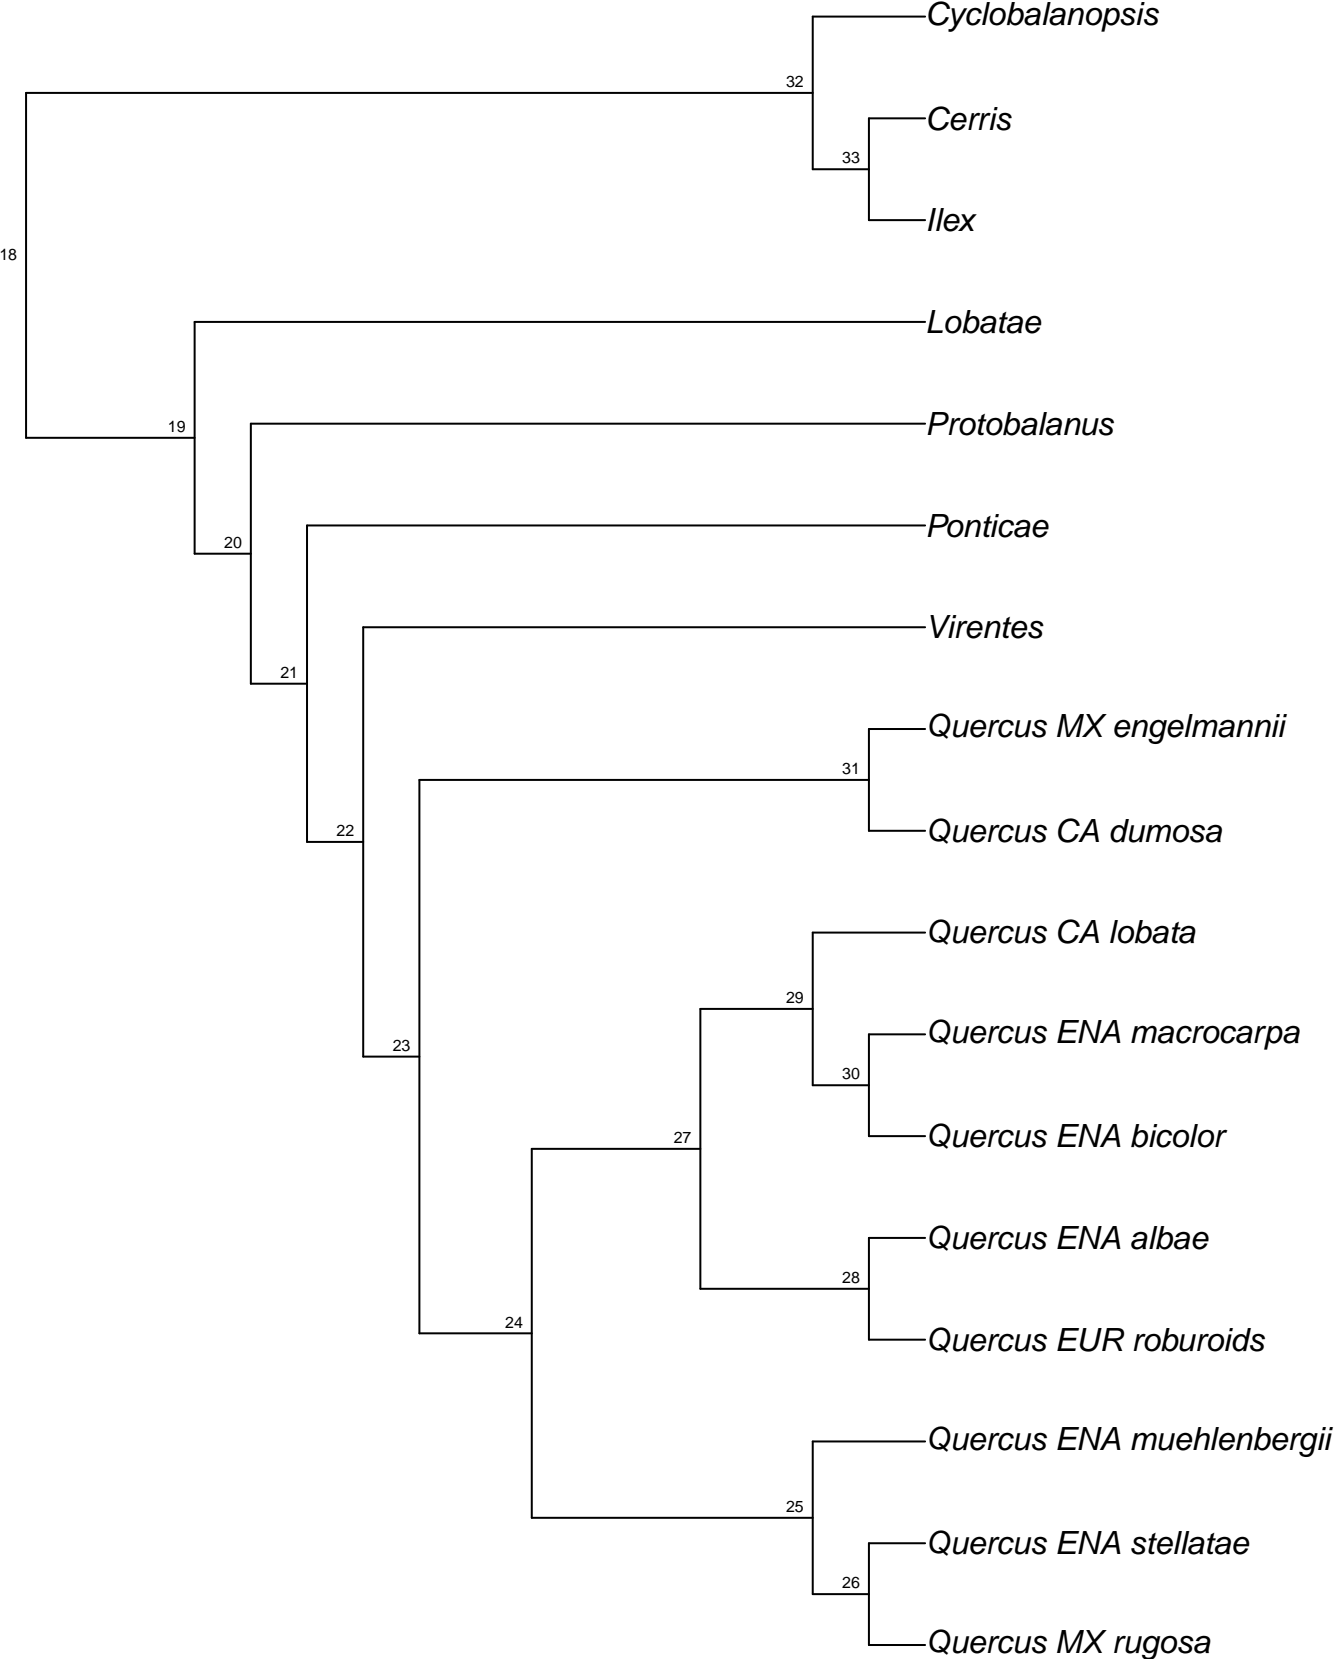 Cyclobalanopsis
32
Cerris
33
Ilex
18
Lobatae
Protobalanus
19
Ponticae
20
Virentes
21
Quercus MX engelmannii
31
Quercus CA dumosa
22
Quercus CA lobata
29
Quercus ENA macrocarpa
23
30
Quercus ENA bicolor
27
Quercus ENA albae
28
24
Quercus EUR roburoids
Quercus ENA muehlenbergii
25
Quercus ENA stellatae
26
Quercus MX rugosa